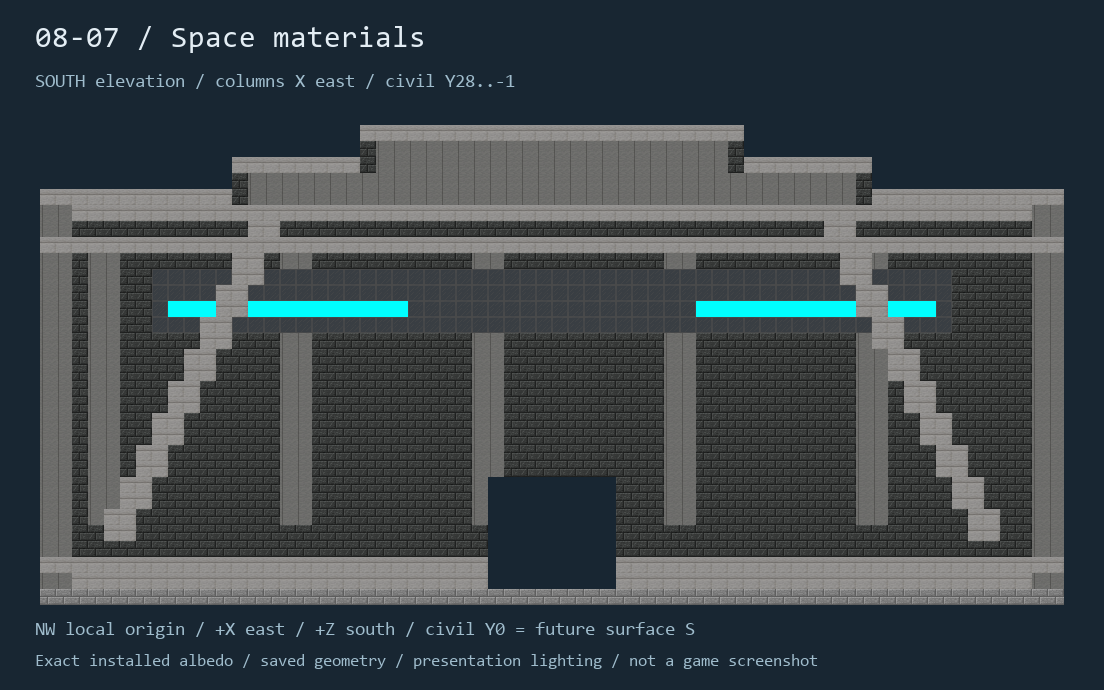 08-07 / Space materials
SOUTH elevation / columns X east / civil Y28..-1
NW local origin / +X east / +Z south / civil Y0 = future surface S
Exact installed albedo / saved geometry / presentation lighting / not a game screenshot